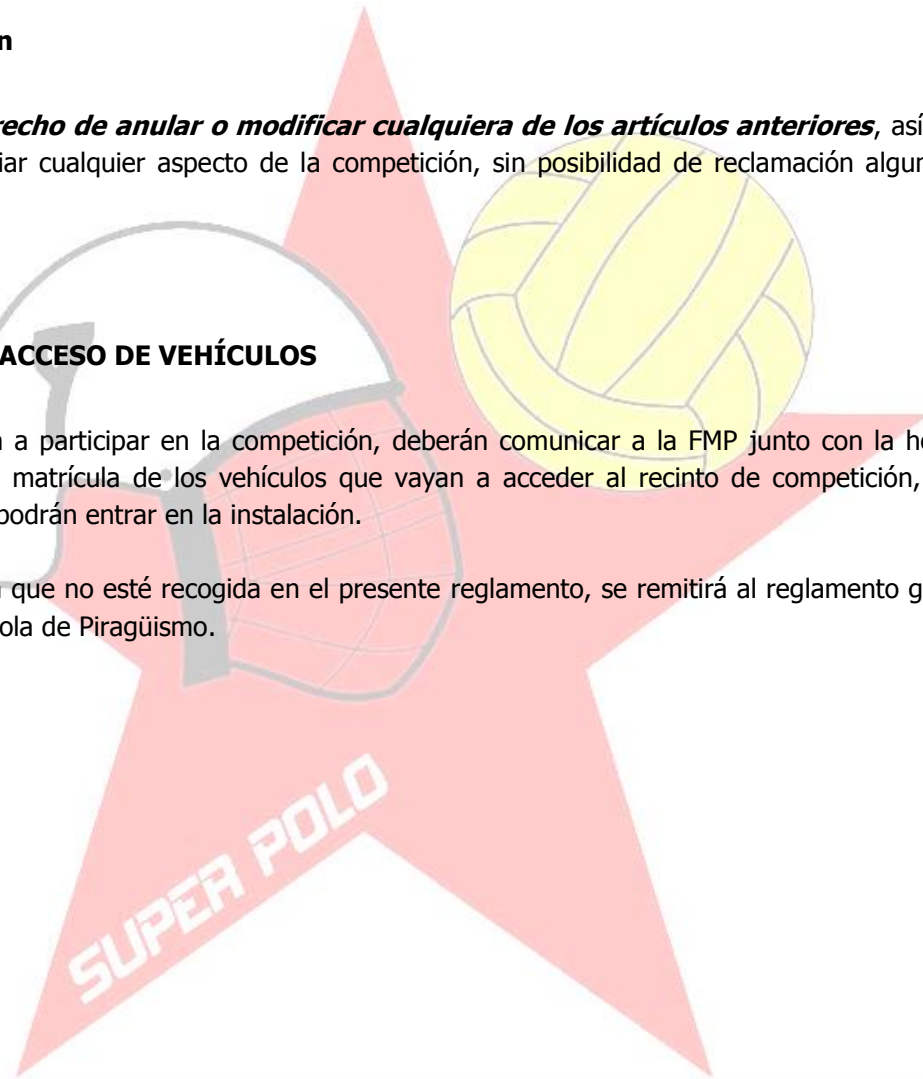 n
recho de anular o modificar cualquiera de los artículos anteriores, así
iar cualquier aspecto de la competición, sin posibilidad de reclamación algun
ACCESO DE VEHÍCULOS
a participar en la competición, deberán comunicar a la FMP junto con la h
matrícula de los vehículos que vayan a acceder al recinto de competición,
podrán entrar en la instalación.
que no esté recogida en el presente reglamento, se remitirá al reglamento g
ola de Piragüismo.
SUPER POLO